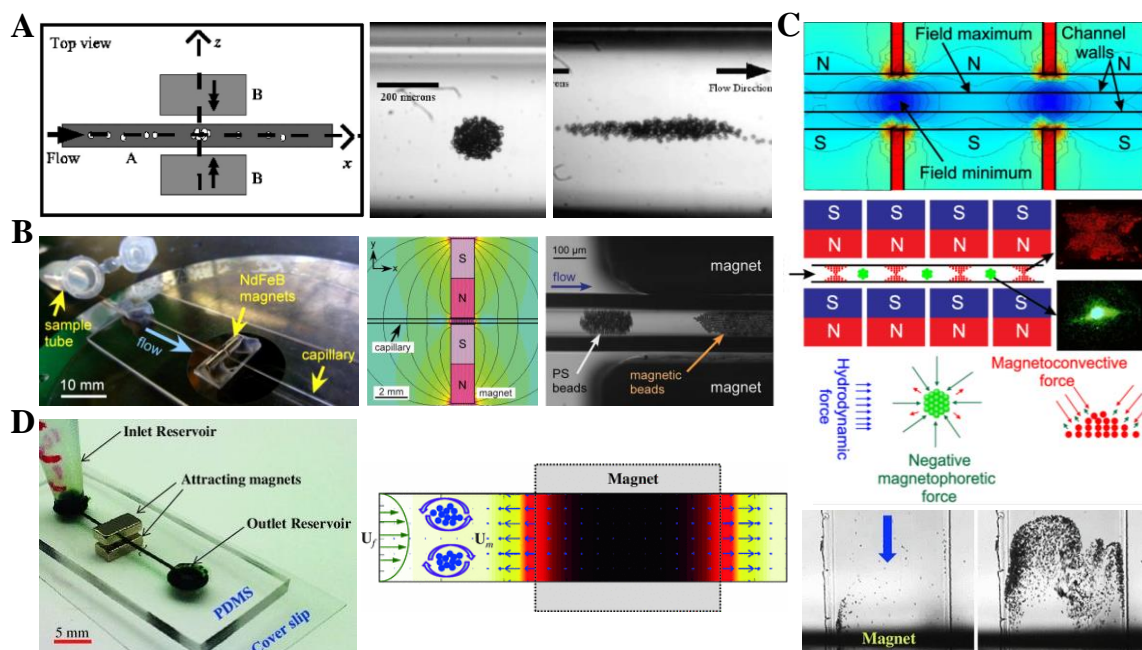 A
Top view
z
B
B
Flow
A
x
200 microns
Flow Direction
B
sample
tube
NdFeB
magnets
flow
capillary
10 mm
y
x
S
N
capillary
S
N
2 mm
magnet
100 µm
flow
magnet
PS
beads
magnetic
beads
magnet
C
Field maximum
Channel
walls
N
N
N
S
S
S
Field minimum
S
S
S
S
N
N
N
N
S
S
S
S
N
N
N
N
Hydrodynamic
force
Magnetoconvective
force
Negative
magnetophoretic
force
Magnet
D
Inlet Reservoir
Attracting magnets
Outlet Reservoir
PDMS
Cover slip
5 mm
Magnet
U_f
U_m